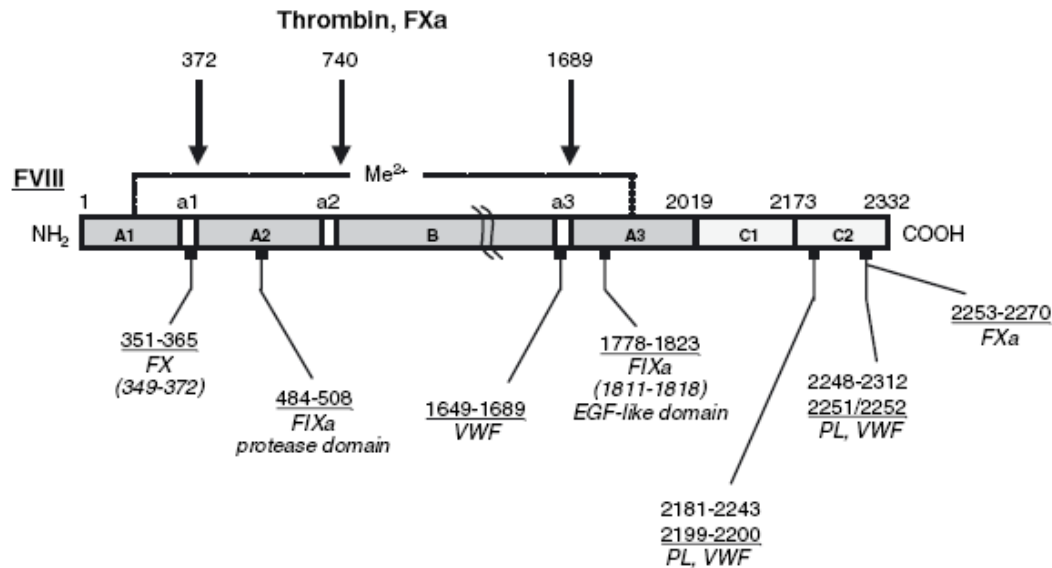 Thrombin, FXa
372 740 1689
FVIII
Me2+
1 a1 a2 a3 2019 2173 2332
NH2 A1 A2 B A3 C1 C2 COOH
351-365
FX
(349-372)
484-508
FIXa
protease domain
1649-1689
VWF
1778-1823
FIXa
(1811-1818)
EGF-like domain
2253-2270
FXa
2248-2312
2251/2252
PL, VWF
2181-2243
2199-2200
PL, VWF